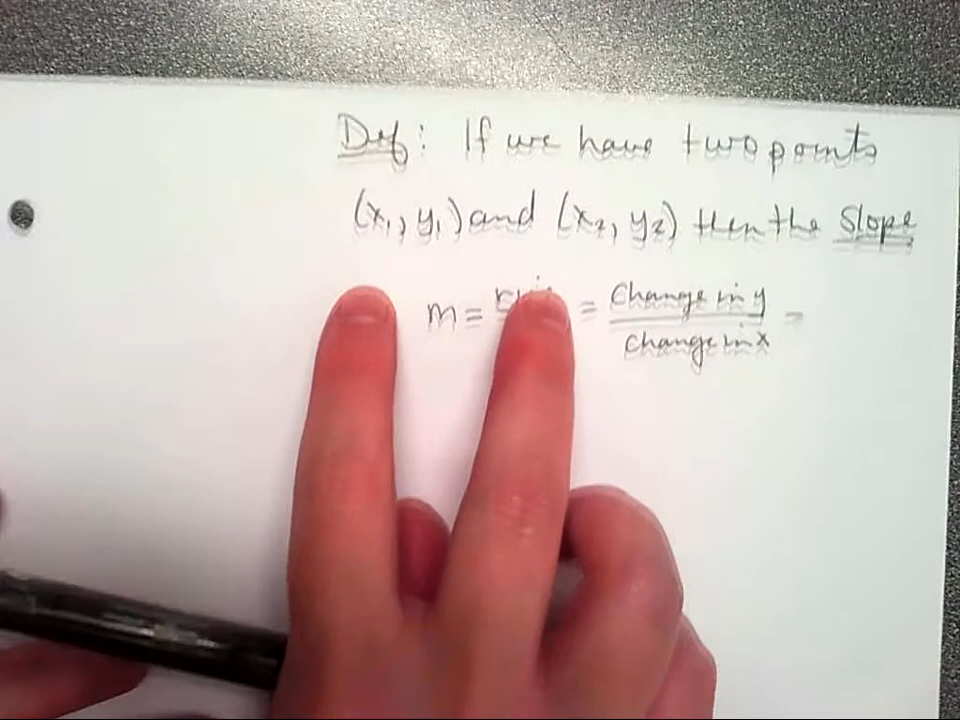 Def: If we have two points
(x₁, y₁) and (x₂, y₂) then the Slope
m = = Change in y / change in x =